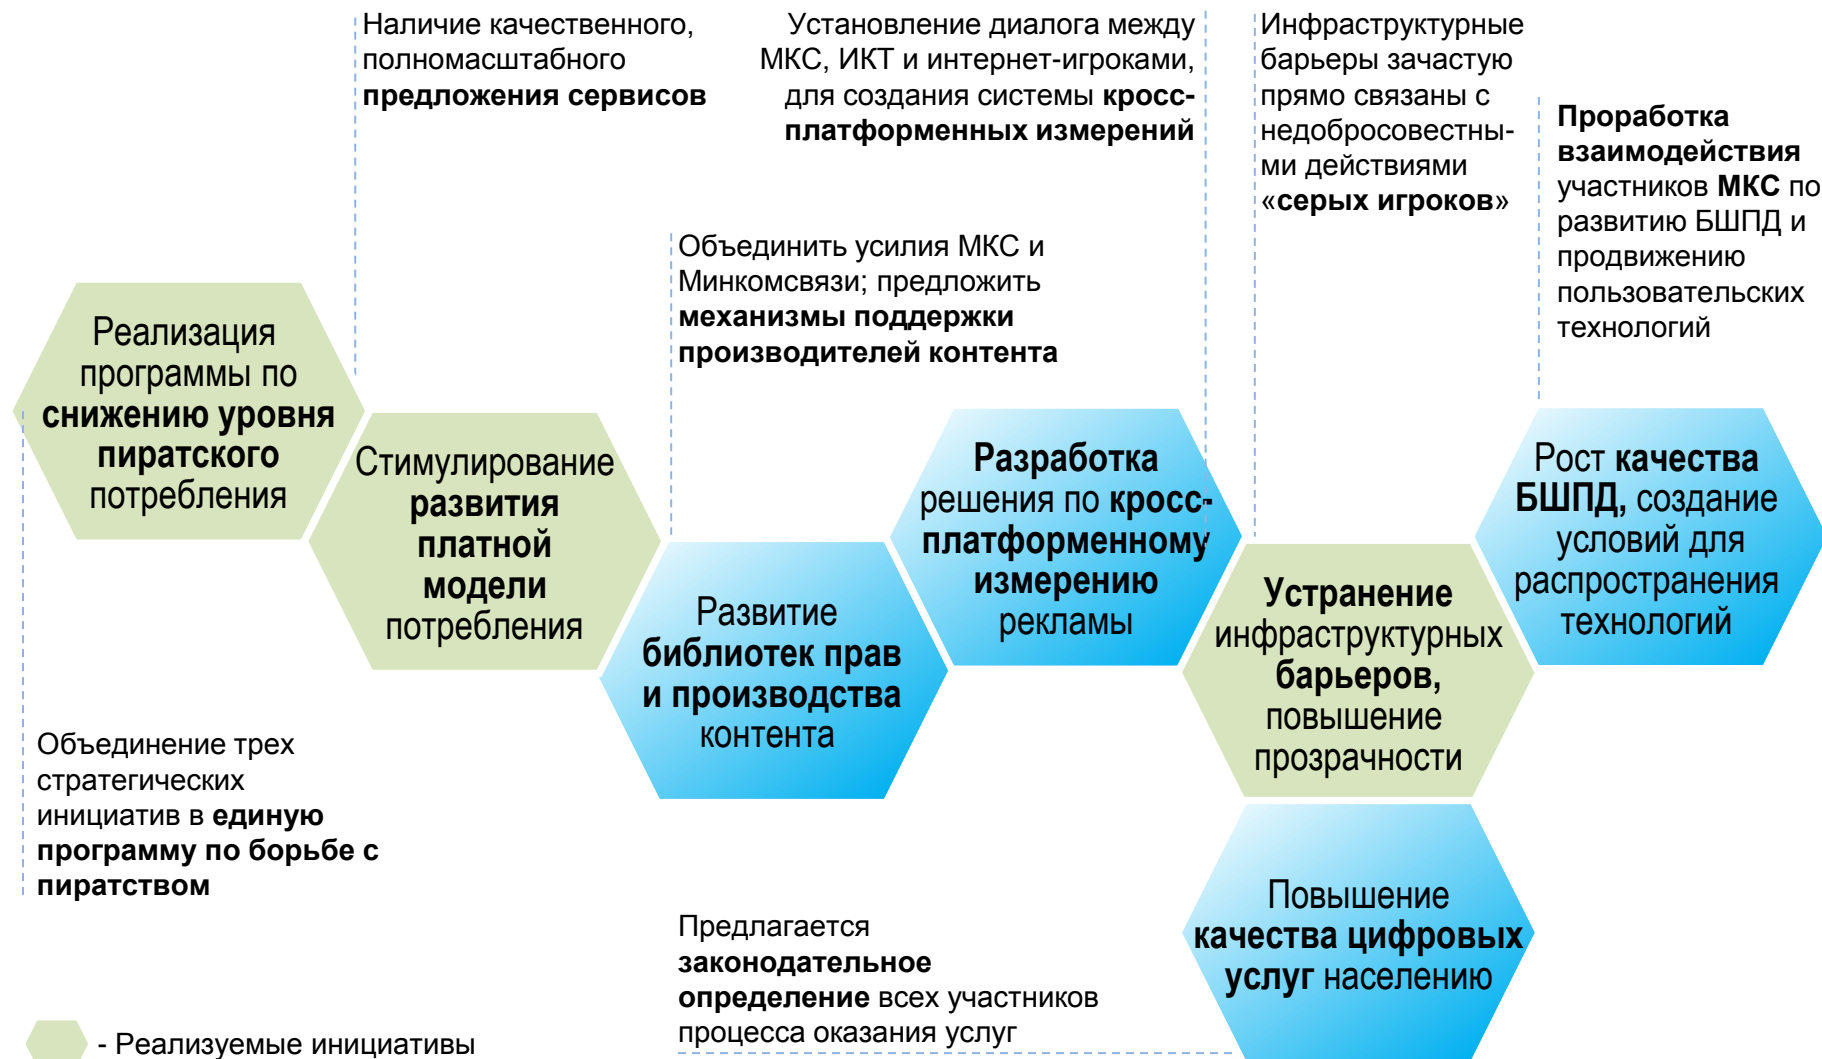 Наличие качественного,
полномасштабного
предложения сервисов
Установление диалога между
МКС, ИКТ и интернет-игроками,
для создания системы кросс-
платформенных измерений
Инфраструктурные
барьеры зачастую
прямо связаны с
недобросовестны-
ми действиями
«серых игроков»
Проработка
взаимодействия
участников МКС по
развитию БШПД и
продвижению
пользовательских
технологий
Объединить усилия МКС и
Минкомсвязи; предложить
механизмы поддержки
производителей контента
Реализация
программы по
снижению уровня
пиратского
потребления
Стимулирование
развития
платной
модели
потребления
Развитие
библиотек прав
и производства
контента
Разработка
решения по кросс-
платформенному
измерению
рекламы
Устранение
инфраструктурных
барьеров,
повышение
прозрачности
Рост качества
БШПД, создание
условий для
распространения
технологий
Объединение трех
стратегических
инициатив в единую
программу по борьбе с
пиратством
Повышение
качества цифровых
услуг населению
Предлагается
законодательное
определение всех участников
процесса оказания услуг
- Реализуемые инициативы